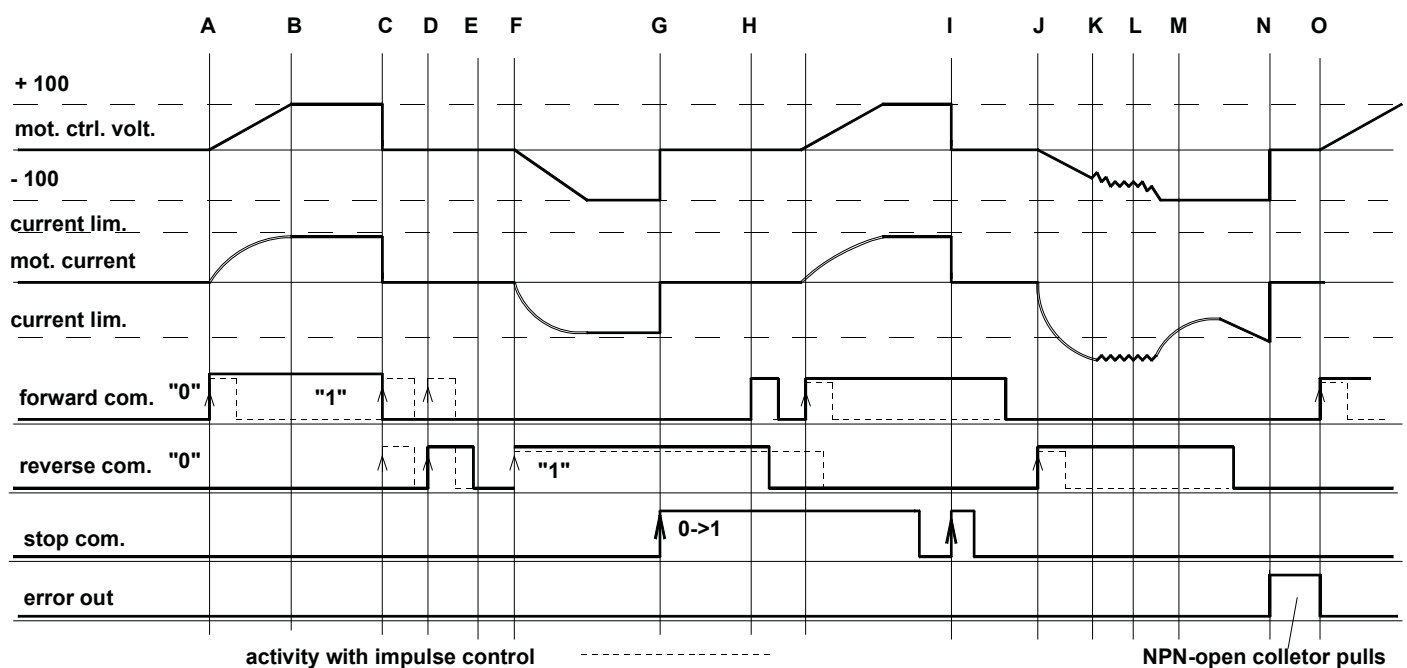 A B C D E F G H I J K L M N O
+ 100
mot. ctrl. volt.
- 100
current lim.
mot. current
current lim.
forward com. "0" "1"
reverse com. "0" "1"
stop com. 0->1
error out
activity with impulse control
NPN-open colletor pulls